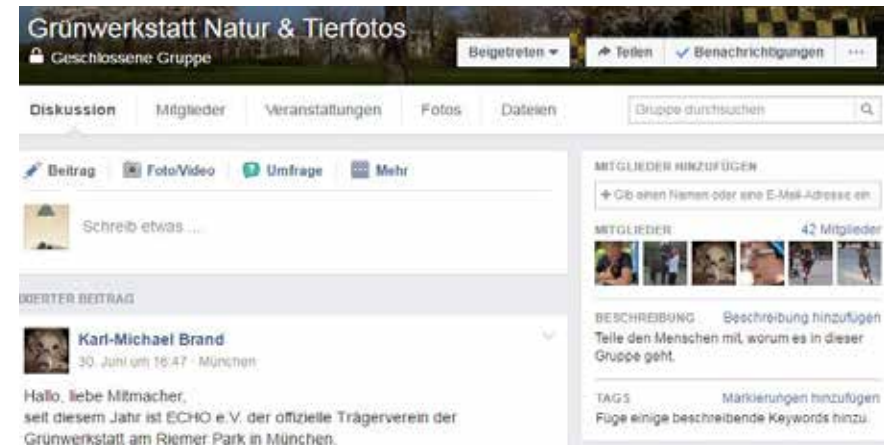 Grünwerkstatt Natur & Tierfotos
Geschlossene Gruppe
Beigetreten
Teilen
Benachrichtigungen
Diskussion
Mitglieder
Veranstaltungen
Fotos
Dateien
Gruppe durchsuchen
Beitrag
Foto/Video
Umfrage
Mehr
Schreib etwas ...
BEITRAG
Karl-Michael Brand
30. Juni um 16:47 · München
Hallo, liebe Mitmacher,
seit diesem Jahr ist ECHO e.V. der offizielle Trägerverein der
Grünwerkstatt am Riemer Park in München.
MITGLIEDER HINZUFÜGEN
+ Gib einen Namen oder eine E-Mail-Adresse ein
MITGLIEDER
42 Mitglieder
BESCHREIBUNG
Beschreibung hinzufügen
Teile den Menschen mit, worum es in dieser
Gruppe geht.
TAGS
Markierungen hinzufügen
Füge einige beschreibende Keywords hinzu.